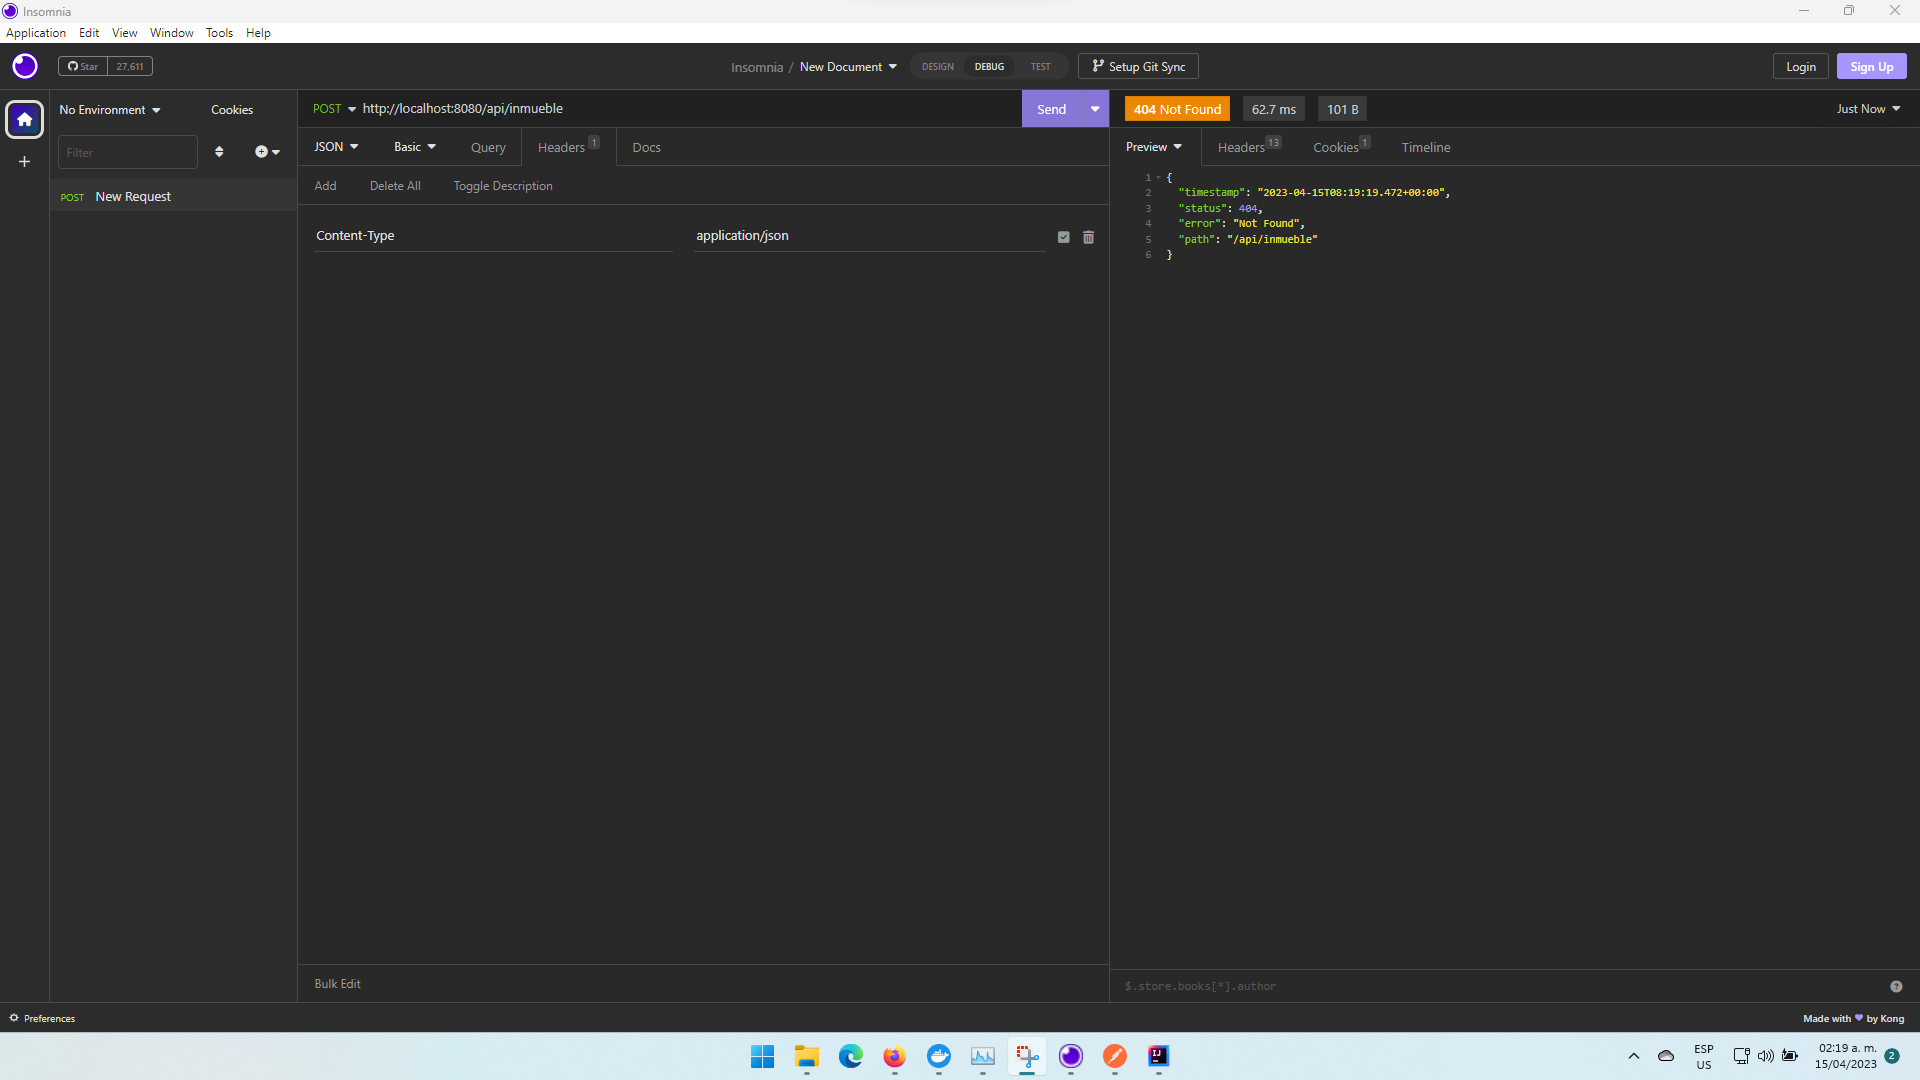 Insomnia
Application Edit View Window Tools Help
Star 27,611
Insomnia / New Document
DESIGN DEBUG TEST
Setup Git Sync
Login
Sign Up
No Environment
Cookies
POST http://localhost:8080/api/inmueble
Send
404 Not Found
62.7 ms
101 B
Just Now
Filter
JSON
Basic
Query
Headers 1
Docs
Preview
Headers 13
Cookies 1
Timeline
Add
Delete All
Toggle Description
POST New Request
Content-Type
application/json
1 {
2 "timestamp": "2023-04-15T08:19:19.472+00:00",
3 "status": 404,
4 "error": "Not Found",
5 "path": "/api/inmueble"
6 }
Bulk Edit
$.store.books[*].author
Preferences
Made with by Kong
IJ
ESP
US
02:19 a. m.
15/04/2023
2